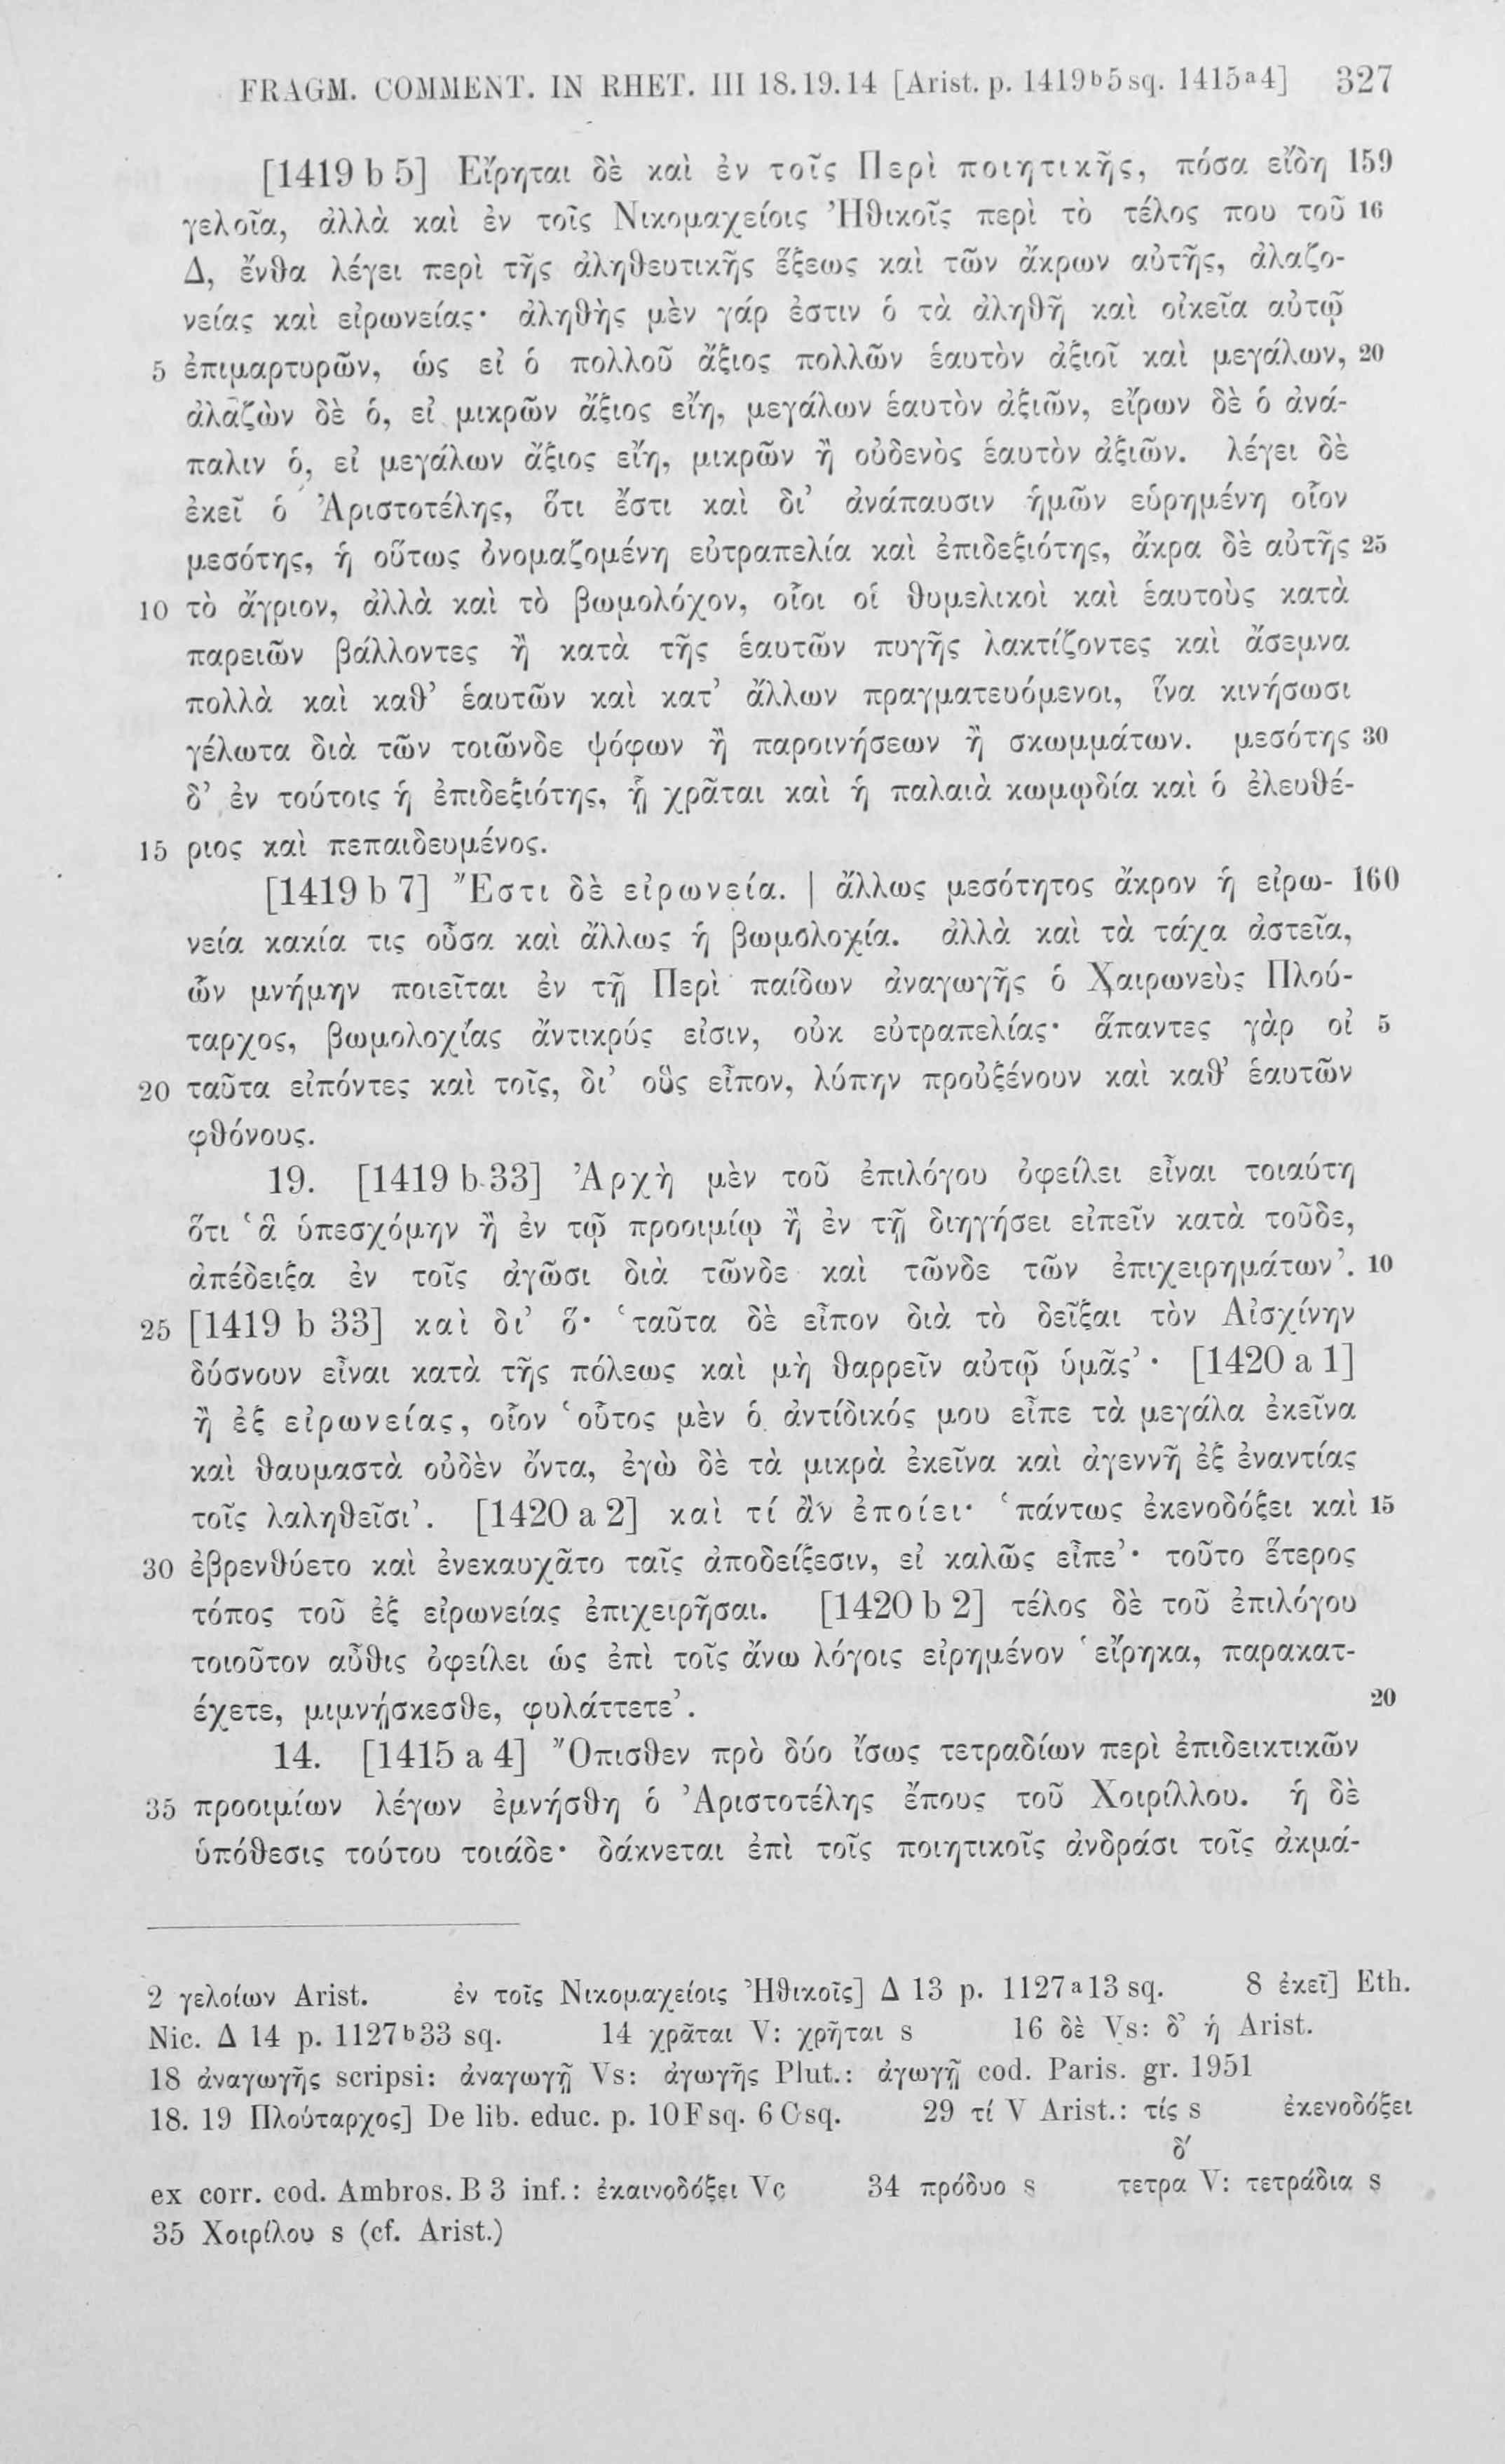 FRAGM. COMMENT. IN RHET. III 18.19.14 [Arist. p. 1419b5sq. 1415a4] 327
[1419 b 5] Εἴρηται δὲ καὶ ἐν τοῖς Περὶ ποιητικῆς, πόσα εἴδη 159
γελοῖα, ἀλλὰ καὶ ἐν τοῖς Νικομαχείοις Ἠθικοῖς περὶ τὸ τέλος που τοῦ 16
Δ, ἔνθα λέγει περὶ τῆς ἀληθευτικῆς ἕξεως καὶ τῶν ἄκρων αὐτῆς, ἀλαζο-
νείας καὶ εἰρωνείας· ἀληθὴς μὲν γάρ ἐστιν ὁ τὰ ἀληθῆ καὶ οἰκεῖα αὐτῷ
5 ἐπιμαρτυρῶν, ὡς εἰ ὁ πολλοῦ ἄξιος πολλῶν ἑαυτὸν ἀξιοῖ καὶ μεγάλων, 20
ἀλαζὼν δὲ ὁ, εἰ μικρῶν ἄξιος εἴη, μεγάλων ἑαυτὸν ἀξιῶν, εἴρων δὲ ὁ ἀνά-
παλιν ὁ, εἰ μεγάλων ἄξιος εἴη, μικρῶν ἢ οὐδενὸς ἑαυτὸν ἀξιῶν. λέγει δὲ
ἐκεῖ ὁ Ἀριστοτέλης, ὅτι ἔστι καὶ δι’ ἀνάπαυσιν ἡμῶν εὑρημένη οἷον
μεσότης, ἡ οὕτως ὀνομαζομένη εὐτραπελία καὶ ἐπιδεξιότης, ἄκρα δὲ αὐτῆς 25
10 τὸ ἄγριον, ἀλλὰ καὶ τὸ βωμολόχον, οἷοι οἱ θυμελικοὶ καὶ ἑαυτοὺς κατὰ
παρειῶν βάλλοντες ἢ κατὰ τῆς ἑαυτῶν πυγῆς λακτίζοντες καὶ ἄσεμνα
πολλὰ καὶ καθ’ ἑαυτῶν καὶ κατ’ ἄλλων πραγματευόμενοι, ἵνα κινήσωσι
γέλωτα διὰ τῶν τοιῶνδε ψόφων ἢ παροινήσεων ἢ σκωμμάτων. μεσότης 30
δ’ ἐν τούτοις ἡ ἐπιδεξιότης, ᾗ χρᾶται καὶ ἡ παλαιὰ κωμῳδία καὶ ὁ ἐλευθέ-
15 ριος καὶ πεπαιδευμένος.
[1419 b 7] Ἔστι δὲ εἰρωνεία. | ἄλλως μεσότητος ἄκρον ἡ εἰρω- 160
νεία κακία τις οὖσα καὶ ἄλλως ἡ βωμολοχία. ἀλλὰ καὶ τὰ τάχα ἀστεῖα,
ὧν μνήμην ποιεῖται ἐν τῇ Περὶ παίδων ἀναγωγῆς ὁ Χαιρωνεὺς Πλού-
ταρχος, βωμολοχίας ἄντικρύς εἰσιν, οὐκ εὐτραπελίας· ἅπαντες γὰρ οἱ 5
20 ταῦτα εἰπόντες καὶ τοῖς, δι’ οὓς εἶπον, λύπην προὐξένουν καὶ καθ’ ἑαυτῶν
φθόνους.
19. [1419 b 33] Ἀρχὴ μὲν τοῦ ἐπιλόγου ὀφείλει εἶναι τοιαύτη
ὅτι ‘ἃ ὑπεσχόμην ἢ ἐν τῷ προοιμίῳ ἢ ἐν τῇ διηγήσει εἰπεῖν κατὰ τοῦδε,
ἀπέδειξα ἐν τοῖς ἀγῶσι διὰ τῶνδε καὶ τῶνδε τῶν ἐπιχειρημάτων’. 10
25 [1419 b 33] καὶ δι’ ὅ· ‘ταῦτα δὲ εἶπον διὰ τὸ δεῖξαι τὸν Αἰσχίνην
δύσνουν εἶναι κατὰ τῆς πόλεως καὶ μὴ θαρρεῖν αὐτῷ ὑμᾶς’· [1420 a 1]
ἢ ἐξ εἰρωνείας, οἷον ‘οὗτος μὲν ὁ ἀντίδικός μου εἶπε τὰ μεγάλα ἐκεῖνα
καὶ θαυμαστὰ οὐδὲν ὄντα, ἐγὼ δὲ τὰ μικρὰ ἐκεῖνα καὶ ἀγεννῆ ἐξ ἐναντίας
τοῖς λαληθεῖσι’. [1420 a 2] καὶ τί ἂν ἐποίει· ‘πάντως ἐκενοδόξει καὶ 15
30 ἐβρενθύετο καὶ ἐνεκαυχᾶτο ταῖς ἀποδείξεσιν, εἰ καλῶς εἶπε’· τοῦτο ἕτερος
τόπος τοῦ ἐξ εἰρωνείας ἐπιχειρῆσαι. [1420 b 2] τέλος δὲ τοῦ ἐπιλόγου
τοιοῦτον αὖθις ὀφείλει ὡς ἐπὶ τοῖς ἄνω λόγοις εἰρημένον ‘εἴρηκα, παρακατ-
έχετε, μιμνῄσκεσθε, φυλάττετε’. 20
14. [1415 a 4] Ὄπισθεν πρὸ δύο ἴσως τετραδίων περὶ ἐπιδεικτικῶν
35 προοιμίων λέγων ἐμνήσθη ὁ Ἀριστοτέλης ἔπους τοῦ Χοιρίλλου. ἡ δὲ
ὑπόθεσις τούτου τοιάδε· δάκνεται ἐπὶ τοῖς ποιητικοῖς ἀνδράσι τοῖς ἀκμά-
2 γελοίων Arist. ἐν τοῖς Νικομαχείοις Ἠθικοῖς] Δ 13 p. 1127a13 sq. 8 ἐκεῖ] Eth.
Nic. Δ 14 p. 1127b33 sq. 14 χρᾶται V: χρῆται s 16 δὲ Vs: δ’ ἡ Arist.
18 ἀναγωγῆς scripsi: ἀναγωγῇ Vs: ἀγωγῆς Plut.: ἀγωγῇ cod. Paris. gr. 1951
18. 19 Πλούταρχος] De lib. educ. p. 10F sq. 6 C sq. 29 τί V Arist.: τίς s ἐκενοδόξει
δ´
ex corr. cod. Ambros. B 3 inf.: ἐκαινοδόξει Vc 34 πρόδυο s τετρα V: τετράδια s
35 Χοιρίλου s (cf. Arist.)